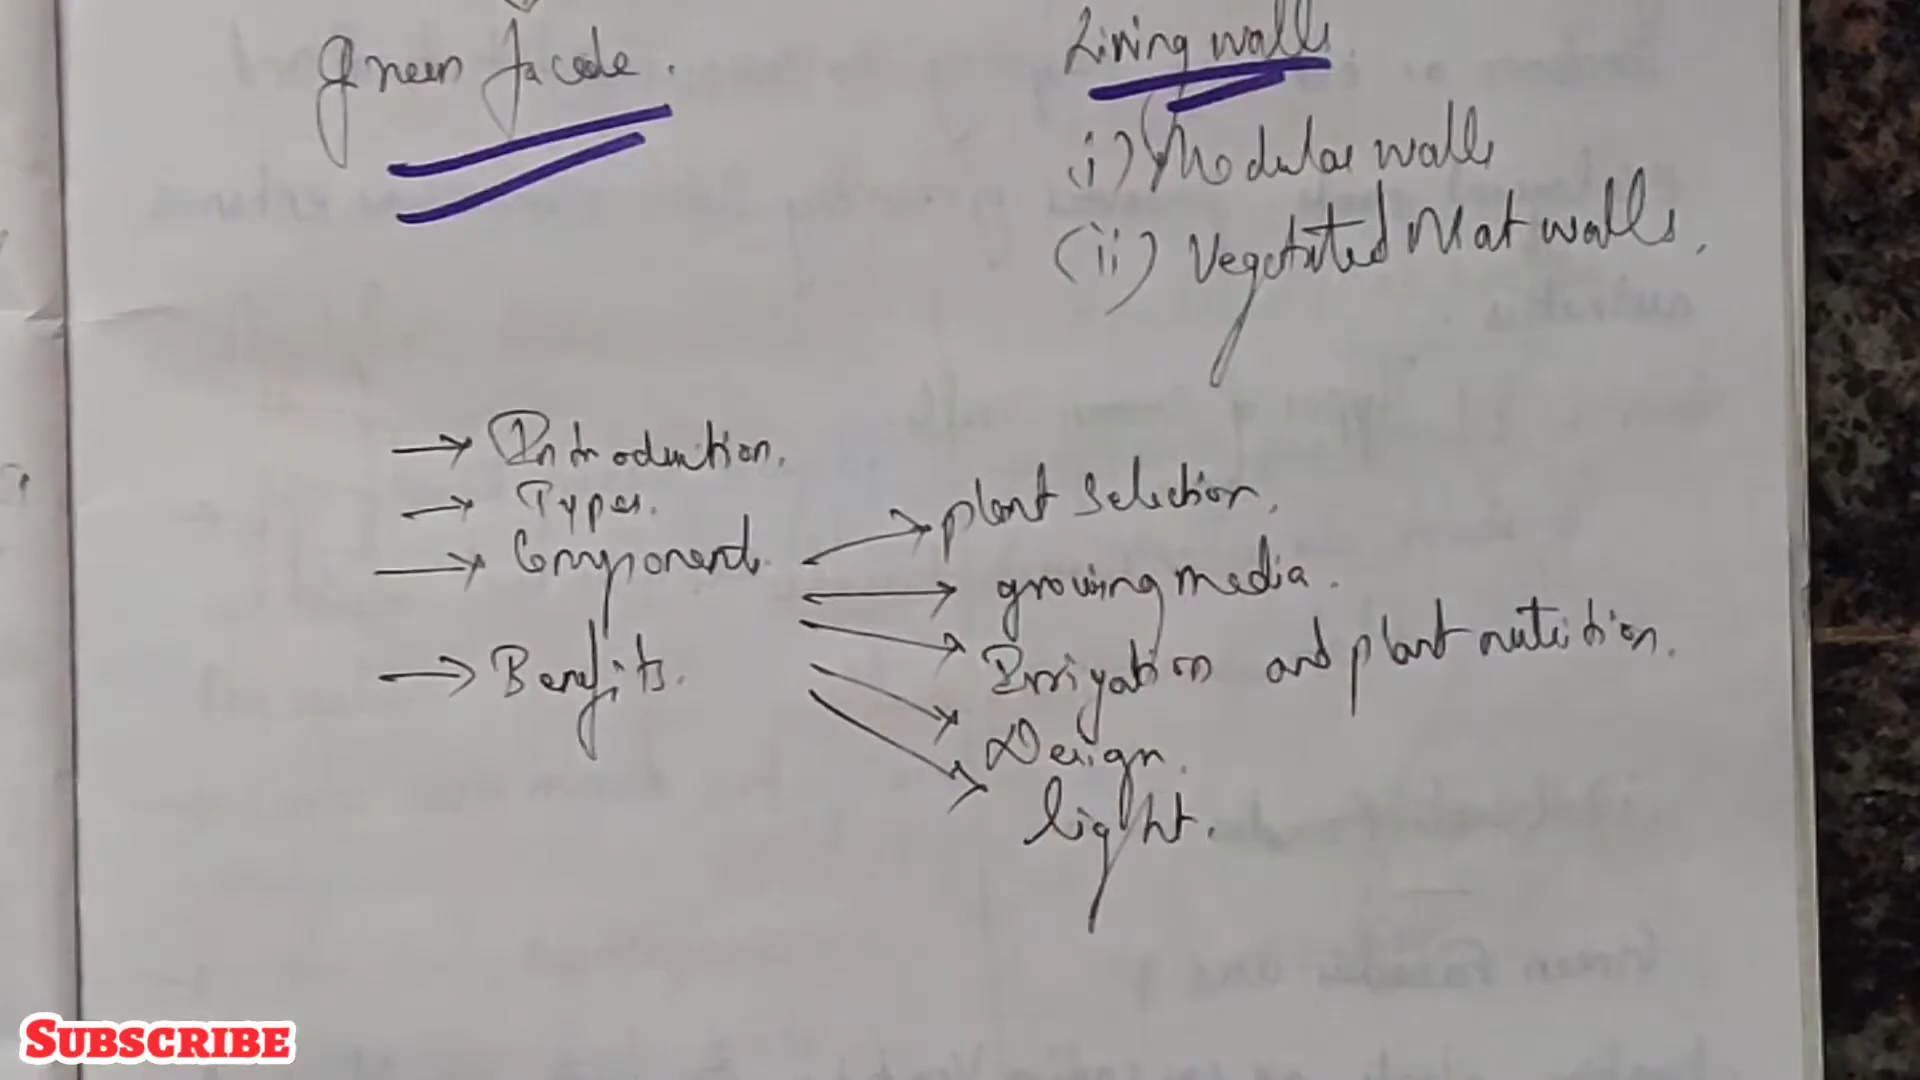 Green facade.
Living walls
(i) Modular walls
(ii) Vegetated Mat walls.
→ Introduction.
→ Types.
→ Component.
→ Benefits.
→ plant selection.
→ growing media.
→ Irrigation and plant nutrition.
→ Design.
→ light.
SUBSCRIBE